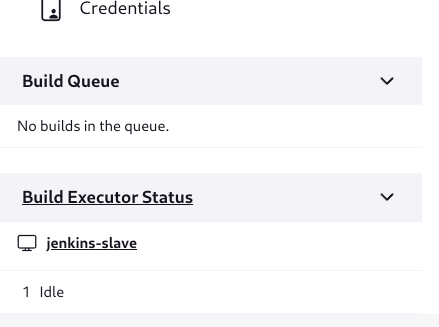 Credentials
Build Queue
No builds in the queue.
Build Executor Status
jenkins-slave
1 Idle